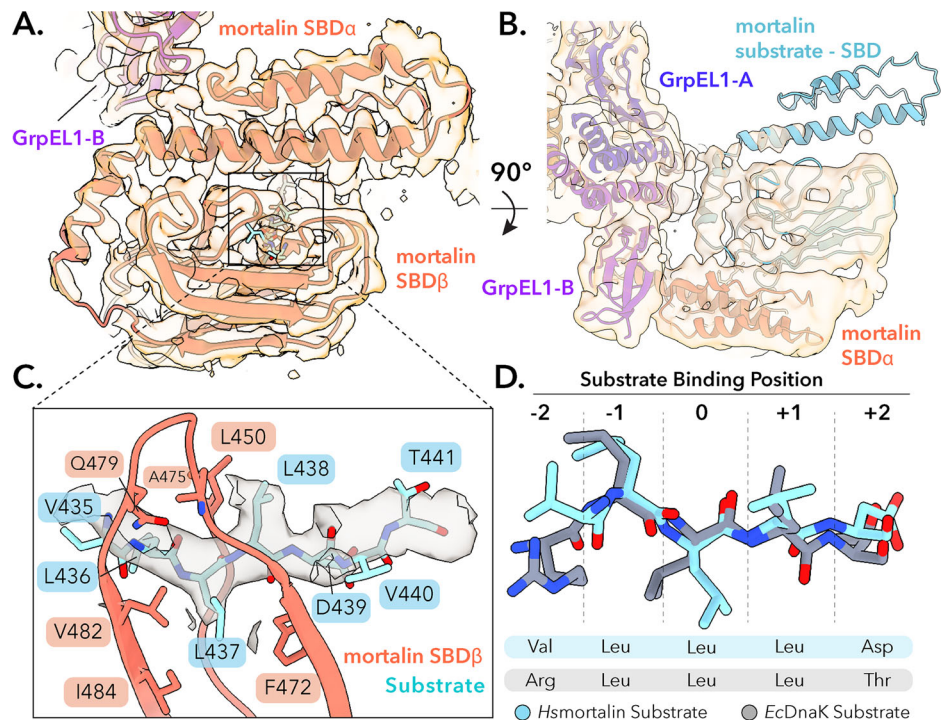 A.
mortalin SBDα
GrpEL1-B
mortalin
SBDβ
B.
mortalin
substrate - SBD
GrpEL1-A
90°
GrpEL1-B
mortalin
SBDα
C.
L450
Q479
A475
L438
T441
V435
L436
D439
V440
V482
L437
mortalin SBDβ
Substrate
I484
F472
D.
Substrate Binding Position
-2 -1 0 +1 +2
Val Leu Leu Leu Asp
Arg Leu Leu Leu Thr
Hsmortalin Substrate
EcDnaK Substrate